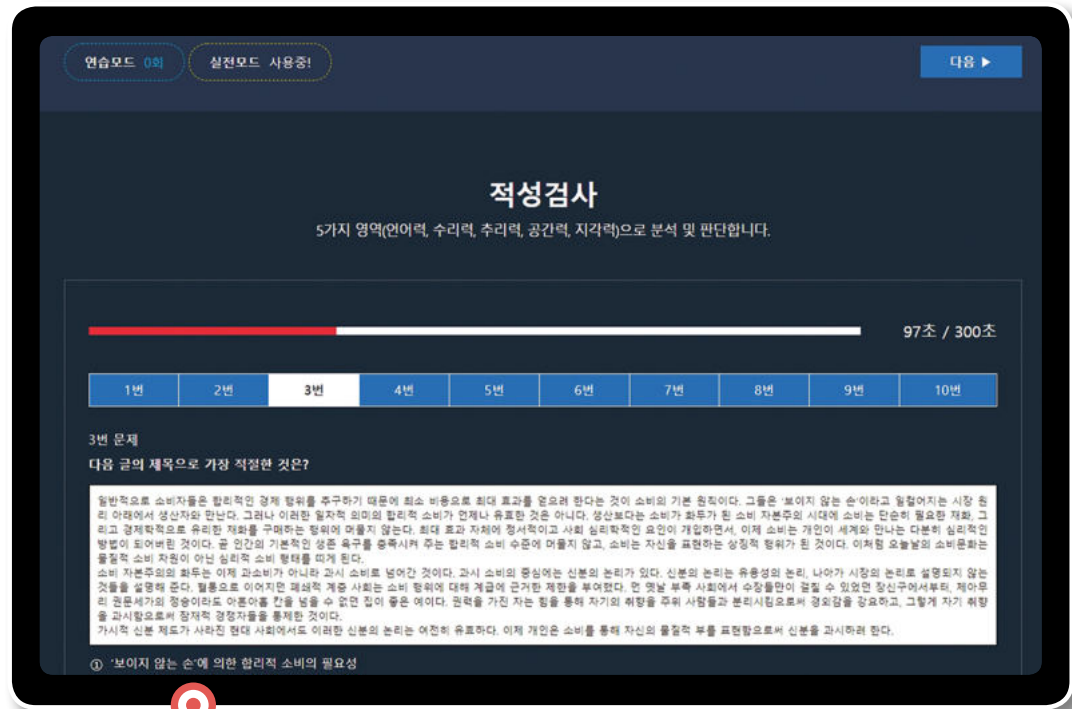 연습모드 0회
실전모드 사용중!
다음 ▶
적성검사
5가지 영역(언어력, 수리력, 추리력, 공간력, 지각력)으로 분석 및 판단합니다.
97초 / 300초
1번 2번 3번 4번 5번 6번 7번 8번 9번 10번
3번 문제
다음 글의 제목으로 가장 적절한 것은?
일반적으로 소비자들은 합리적인 경제 행위를 추구하기 때문에 최소 비용으로 최대 효과를 얻으려 한다는 것이 소비의 기본 원칙이다. 그들은 '보이지 않는 손'이라고 일컬어지는 시장 원
리 아래에서 생산자와 만난다. 그러나 이러한 일차적 의미의 합리적 소비가 언제나 유효한 것은 아니다. 생산보다는 소비가 화두가 된 소비 자본주의 시대에 소비는 단순히 필요한 재화, 그
리고 경제학적으로 유리한 재화를 구매하는 행위에 머물지 않는다. 최대 효과 자체에 정서적이고 사회 심리학적인 요인이 개입하면서, 이제 소비는 개인이 세계와 만나는 다분히 심리적인
방법이 되어버린 것이다. 곧 인간의 기본적인 생존 욕구를 충족시켜 주는 합리적 소비 수준에 머물지 않고, 소비는 자신을 표현하는 상징적 행위가 된 것이다. 이처럼 오늘날의 소비문화는
물질적 소비 차원이 아닌 심리적 소비 형태를 띠게 된다.
소비 자본주의의 화두는 이제 과소비가 아니라 과시 소비로 넘어간 것이다. 과시 소비의 중심에는 신분의 논리가 있다. 신분의 논리는 유용성의 논리, 나아가 시장의 논리로 설명되지 않는
것들을 설명해 준다. 혈통으로 이어지던 폐쇄적 계층 사회는 소비 행위에 대해 계급에 근거한 제한을 부여했다. 먼 옛날 부족 사회에서 수장들만이 걸칠 수 있었던 장신구에서부터, 제아무
리 권문세가의 정승이라도 아흔아홉 칸을 넘을 수 없던 집이 좋은 예이다. 권력을 가진 자는 힘을 통해 자기의 취향을 주위 사람들과 분리시킴으로써 경외감을 강요하고, 그렇게 자기 취향
을 과시함으로써 잠재적 경쟁자들을 통제한 것이다.
가시적 신분 제도가 사라진 현대 사회에서도 이러한 신분의 논리는 여전히 유효하다. 이제 개인은 소비를 통해 자신의 물질적 부를 표현함으로써 신분을 과시하려 한다.
① '보이지 않는 손'에 의한 합리적 소비의 필요성